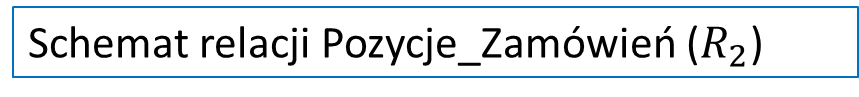 Schemat relacji Pozycje_Zamówień (𝑅₂)